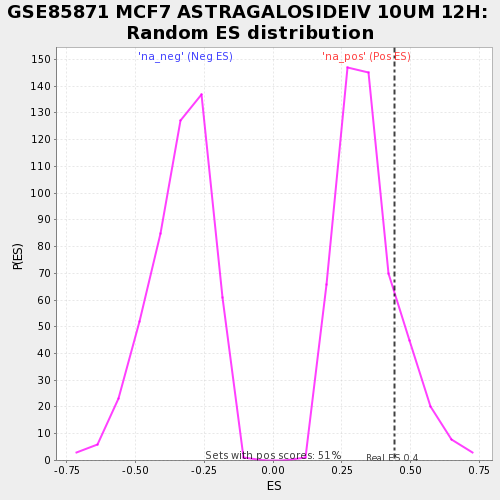 GSE85871 MCF7 ASTRAGALOSIDEIV 10UM 12H:
Random ES distribution
'na_neg' (Neg ES)
'na_pos' (Pos ES)
150
140
130
120
110
100
90
80
70
60
50
40
30
20
10
0
P(ES)
Sets with pos scores: 51%
Real ES 0.4
-0.75
-0.50
-0.25
0.00
0.25
0.50
0.75
ES